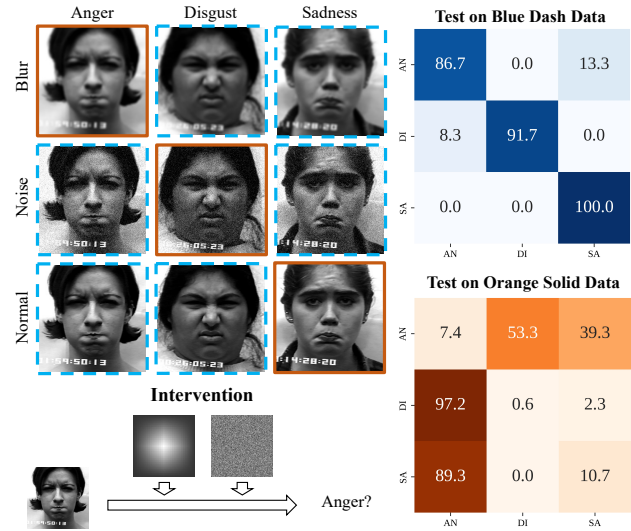 Anger Disgust Sadness
Blur
Noise
Normal
Test on Blue Dash Data
AN 86.7 0.0 13.3
DI 8.3 91.7 0.0
SA 0.0 0.0 100.0
AN DI SA
Test on Orange Solid Data
AN 7.4 53.3 39.3
DI 97.2 0.6 2.3
SA 89.3 0.0 10.7
AN DI SA
Intervention
Anger?